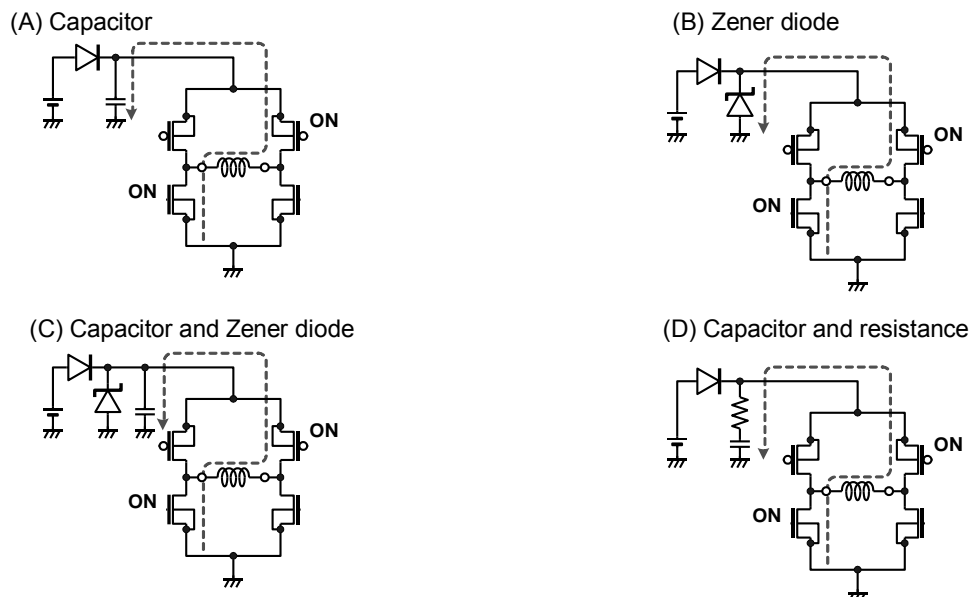 (A) Capacitor
(B) Zener diode
ON
ON
ON
ON
(C) Capacitor and Zener diode
(D) Capacitor and resistance
ON
ON
ON
ON